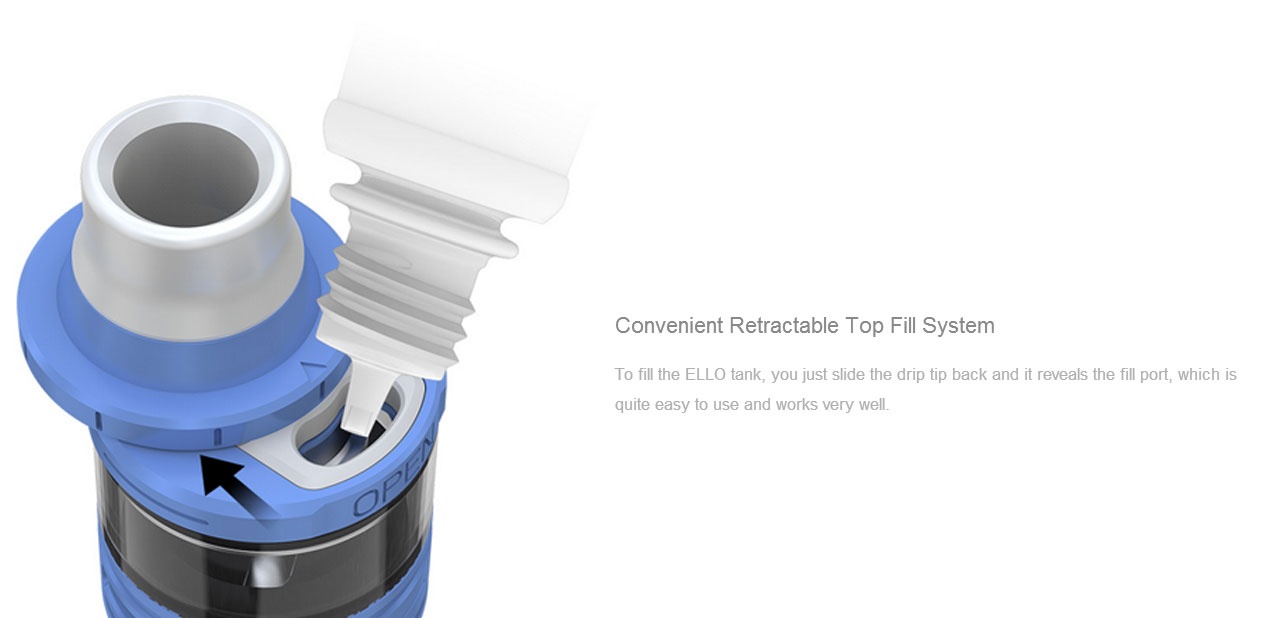 Convenient Retractable Top Fill System
To fill the ELLO tank, you just slide the drip tip back and it reveals the fill port, which is
quite easy to use and works very well.
OPEN